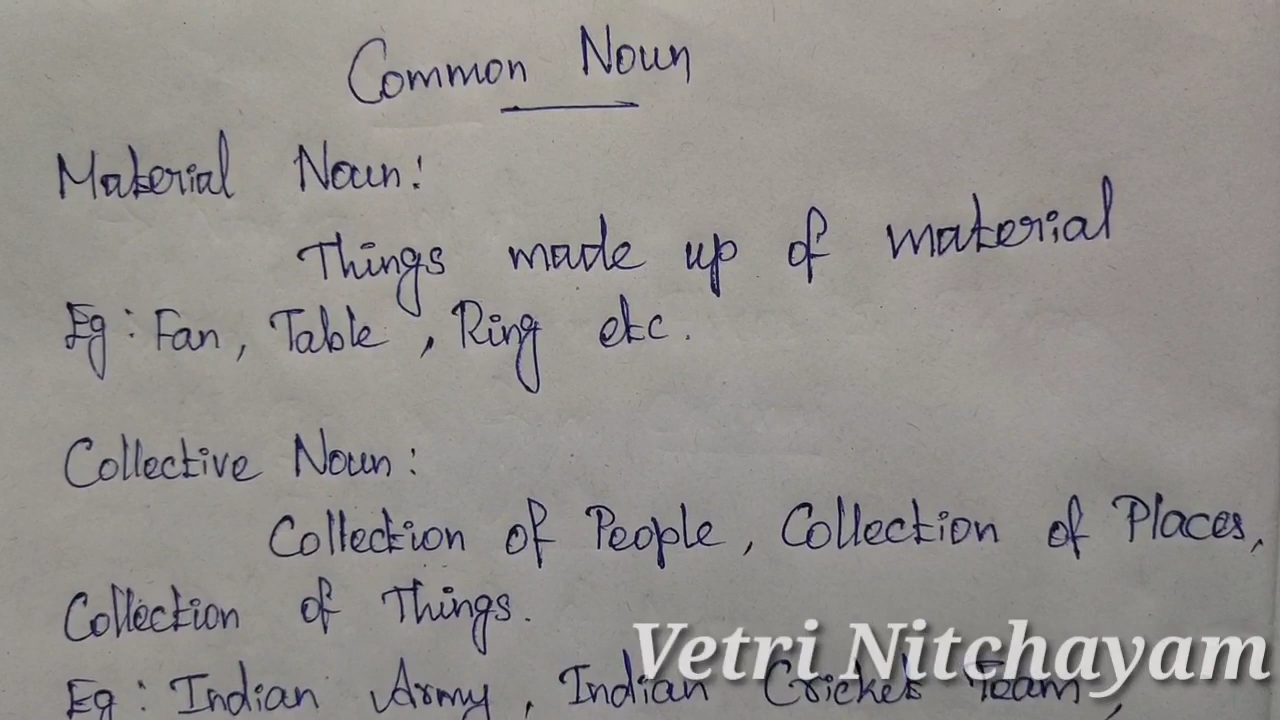 Common Noun
Material Noun:
Things made up of material
Eg: Fan, Table, Ring etc.
Collective Noun:
Collection of People, Collection of Places,
Collection of Things.
Vetri Nitchayam
Eg: Indian Army, Indian Cricket Team,